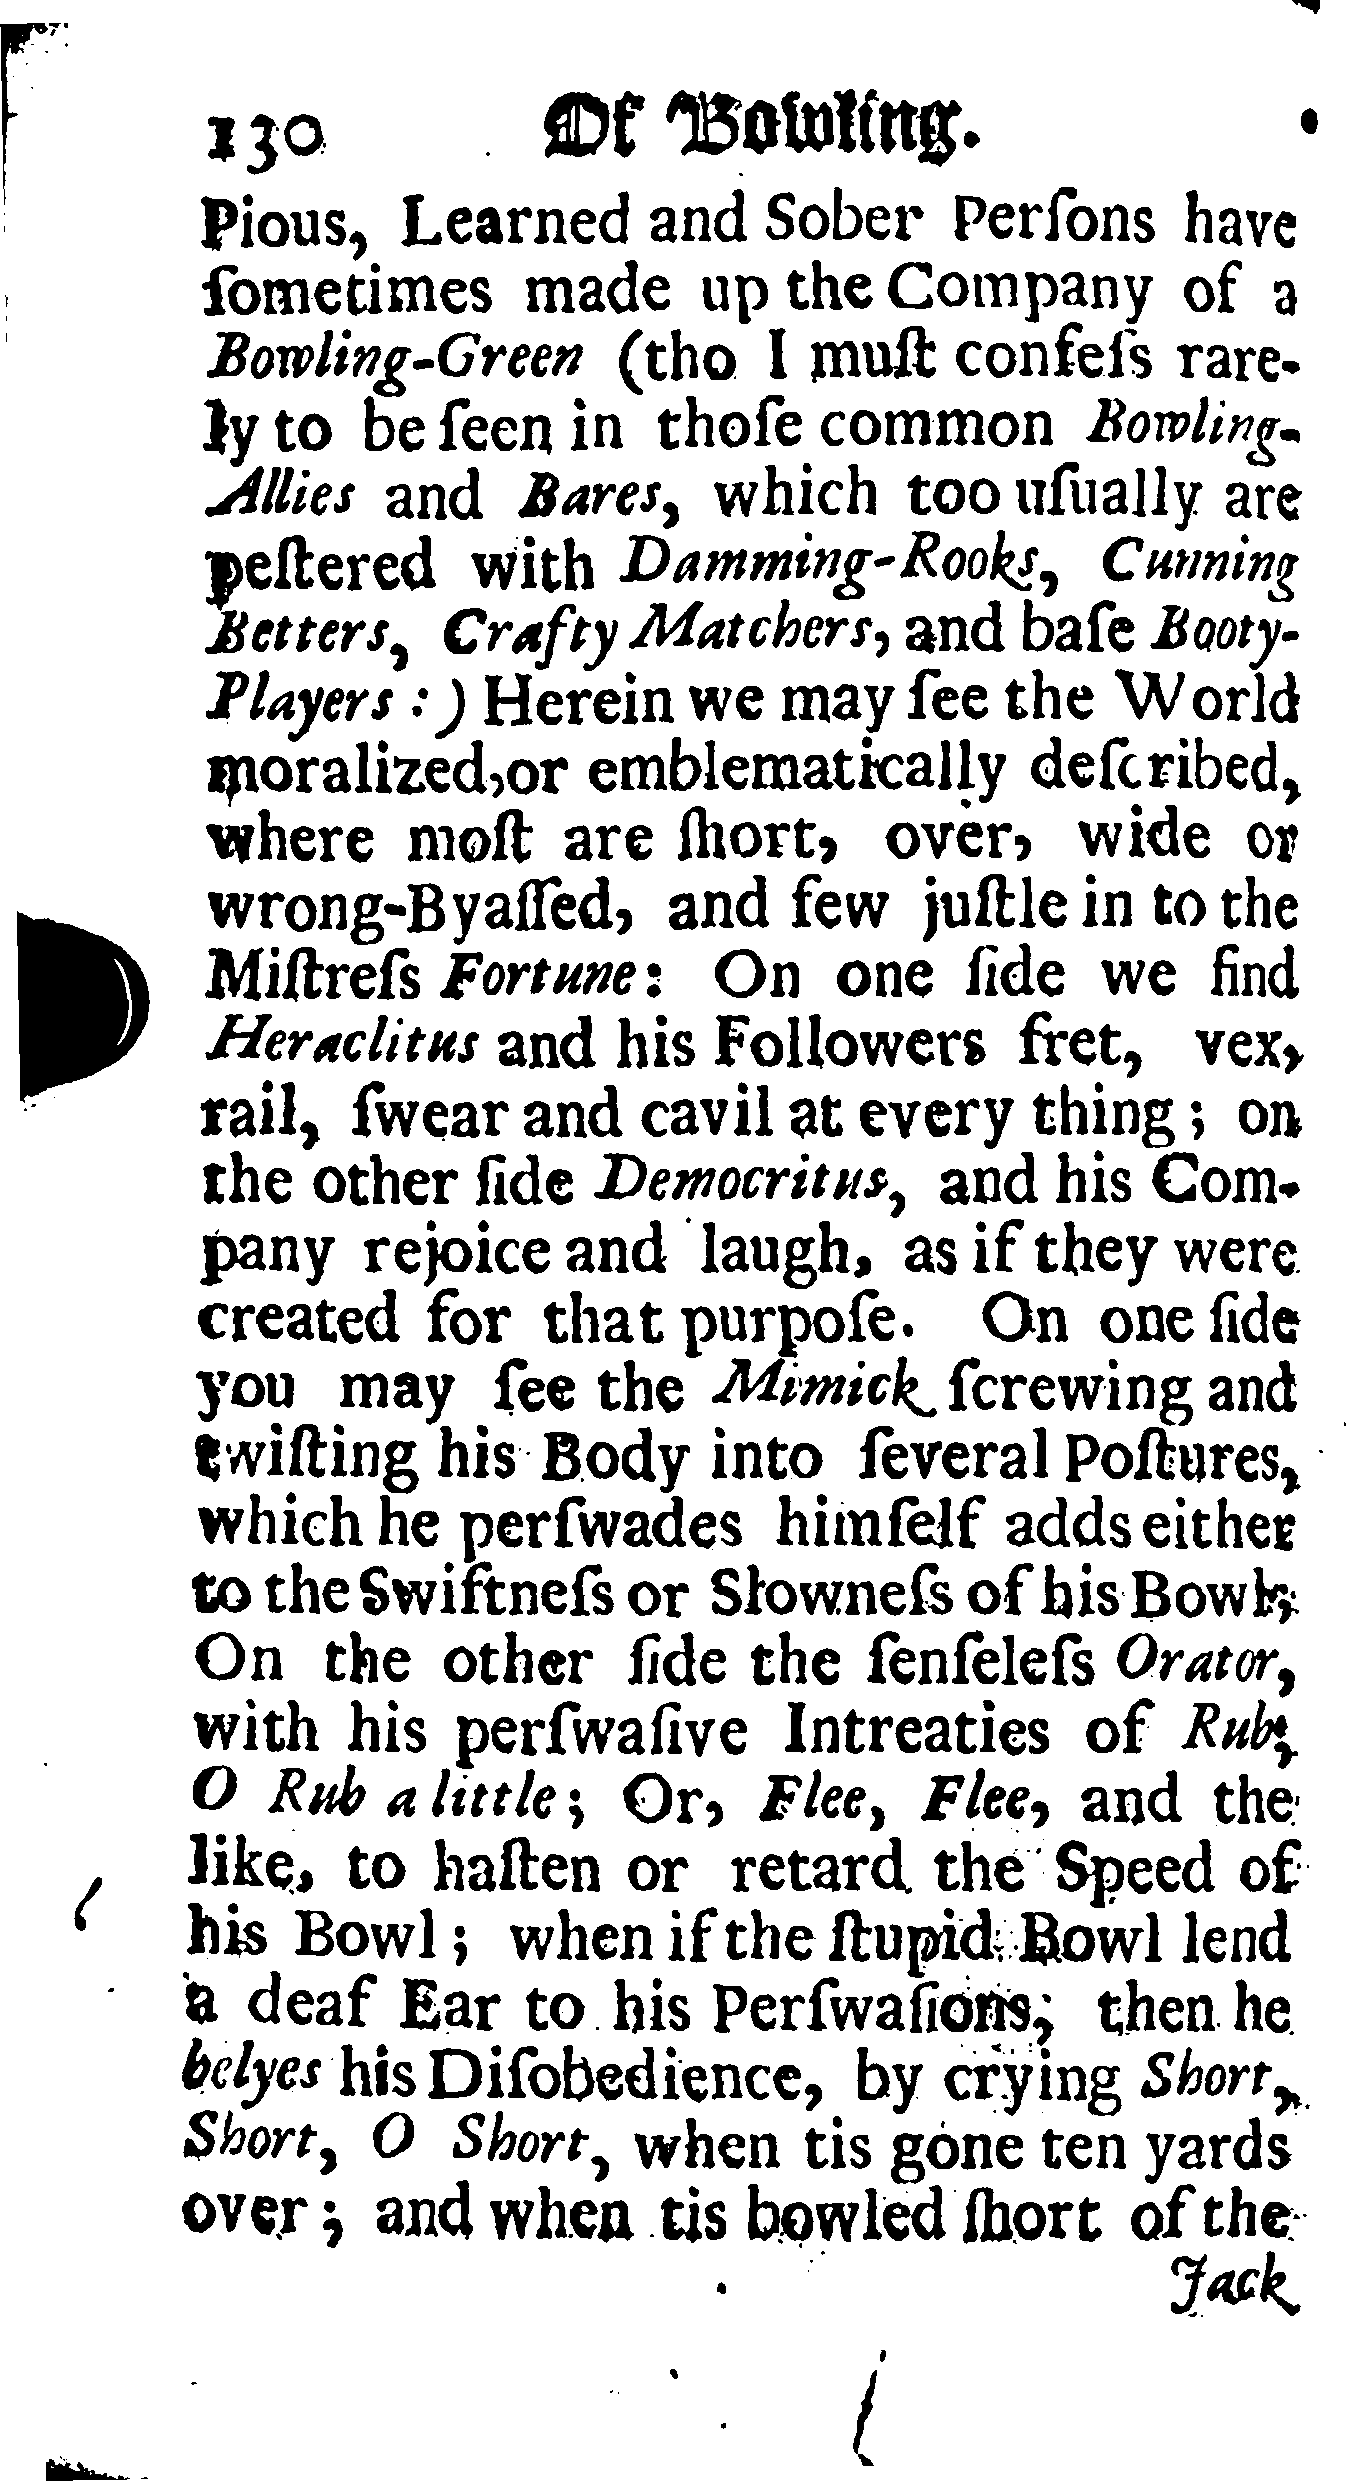 130 Of Bowling.
Pious, Learned and Sober Perſons have
ſometimes made up the Company of a
Bowling-Green (tho I muſt confeſs rare-
ly to be ſeen in thoſe common Bowling-
Allies and Bares, which too uſually are
peſtered with Damming-Rooks, Cunning
Betters, Crafty Matchers, and baſe Booty-
Players :) Herein we may ſee the World
moralized, or emblematically deſcribed,
where moſt are ſhort, over, wide or
wrong-Byaſſed, and few juſtle in to the
Miſtreſs Fortune: On one ſide we find
Heraclitus and his Followers fret, vex,
rail, ſwear and cavil at every thing; on
the other ſide Democritus, and his Com-
pany rejoice and laugh, as if they were
created for that purpoſe. On one ſide
you may ſee the Mimick ſcrewing and
twiſting his Body into ſeveral Poſtures,
which he perſwades himſelf adds either
to the Swiftneſs or Slowneſs of his Bowl;
On the other ſide the ſenſeleſs Orator,
with his perſwaſive Intreaties of Rub,
O Rub a little; Or, Flee, Flee, and the
like, to haſten or retard the Speed of
his Bowl; when if the ſtupid Bowl lend
a deaf Ear to his Perſwaſions; then he
belyes his Diſobedience, by crying Short,
Short, O Short, when tis gone ten yards
over; and when tis bowled ſhort of the
Jack